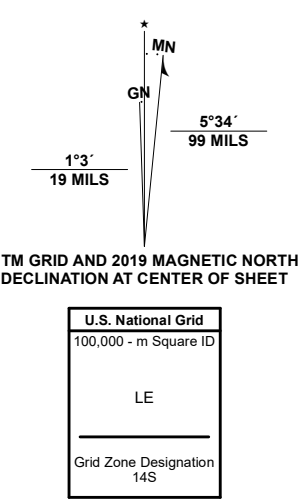 ★
MN
GN
5°34´
99 MILS
1°3´
19 MILS
TM GRID AND 2019 MAGNETIC NORTH
DECLINATION AT CENTER OF SHEET
U.S. National Grid
100,000 - m Square ID
LE
Grid Zone Designation
14S